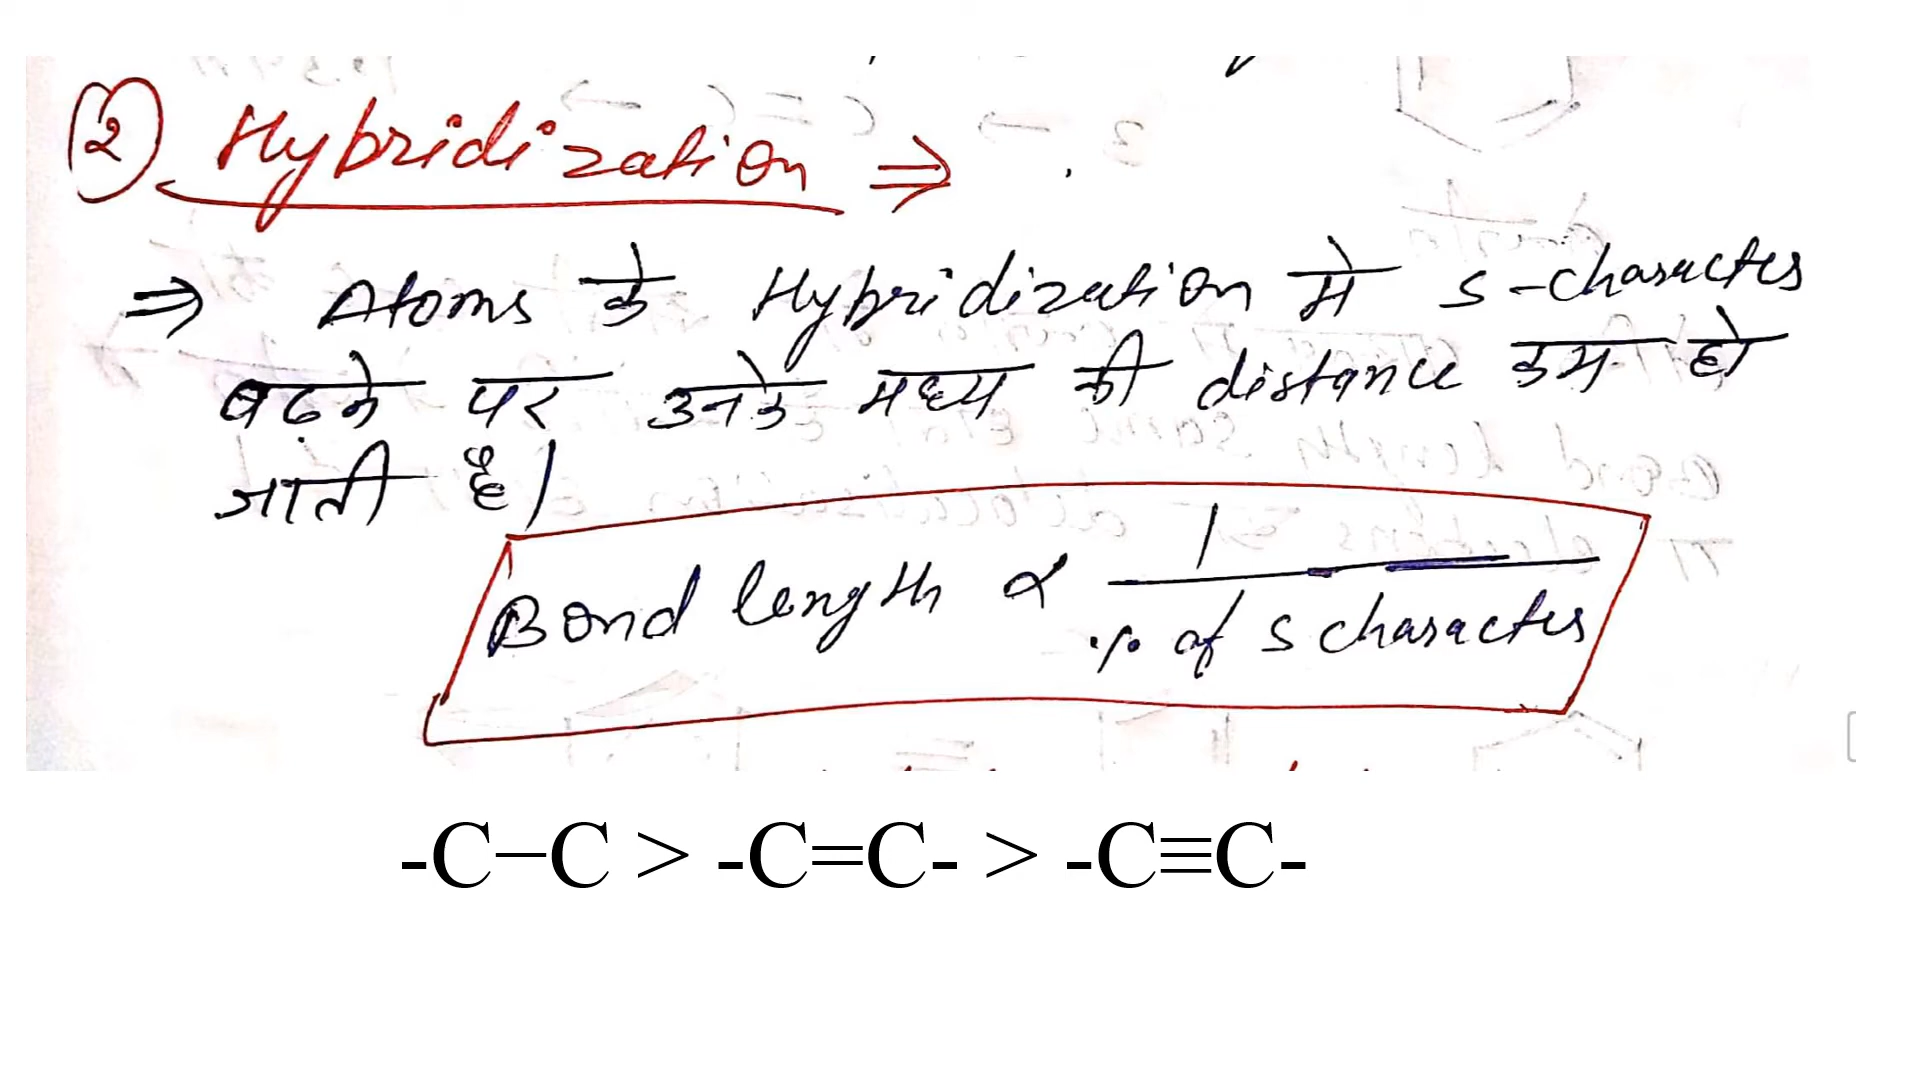 (2) Hybridization ⇒
⇒ Atoms के Hybridization मे s-character
बढने पर उनके मध्य की distance कम हो
जाती है।
Bond length ∝ 1 / % of s character
-C−C > -C=C- > -C≡C-